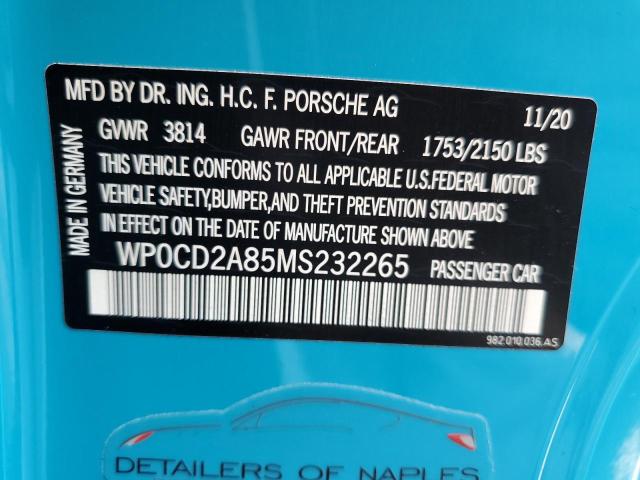 MFD BY DR. ING. H.C. F. PORSCHE AG 11/20
GVWR 3814 GAWR FRONT/REAR 1753/2150 LBS
THIS VEHICLE CONFORMS TO ALL APPLICABLE U.S.FEDERAL MOTOR
VEHICLE SAFETY,BUMPER,AND THEFT PREVENTION STANDARDS
IN EFFECT ON THE DATE OF MANUFACTURE SHOWN ABOVE
WP0CD2A85MS232265 PASSENGER CAR
MADE IN GERMANY
982.010.036.AS
DETAILERS OF NAPLES